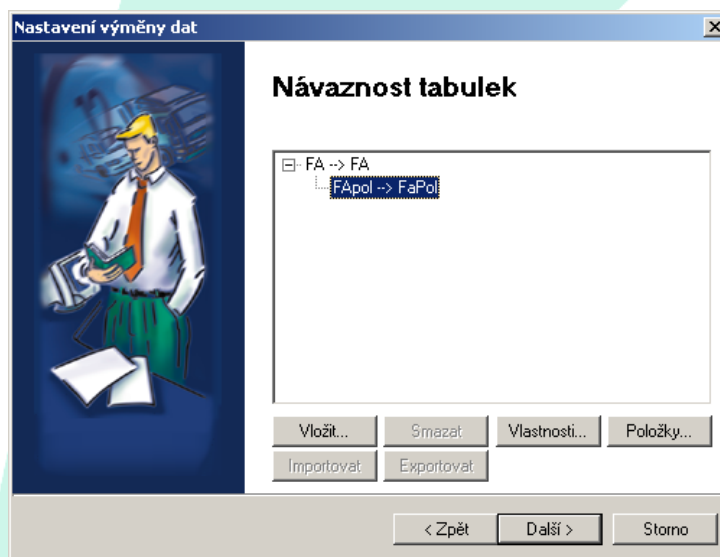 Nastavení výměny dat
Návaznost tabulek
FA --> FA
FApol --> FaPol
Vložit... Smazat Vlastnosti... Položky...
Importovat Exportovat
< Zpět Další > Storno